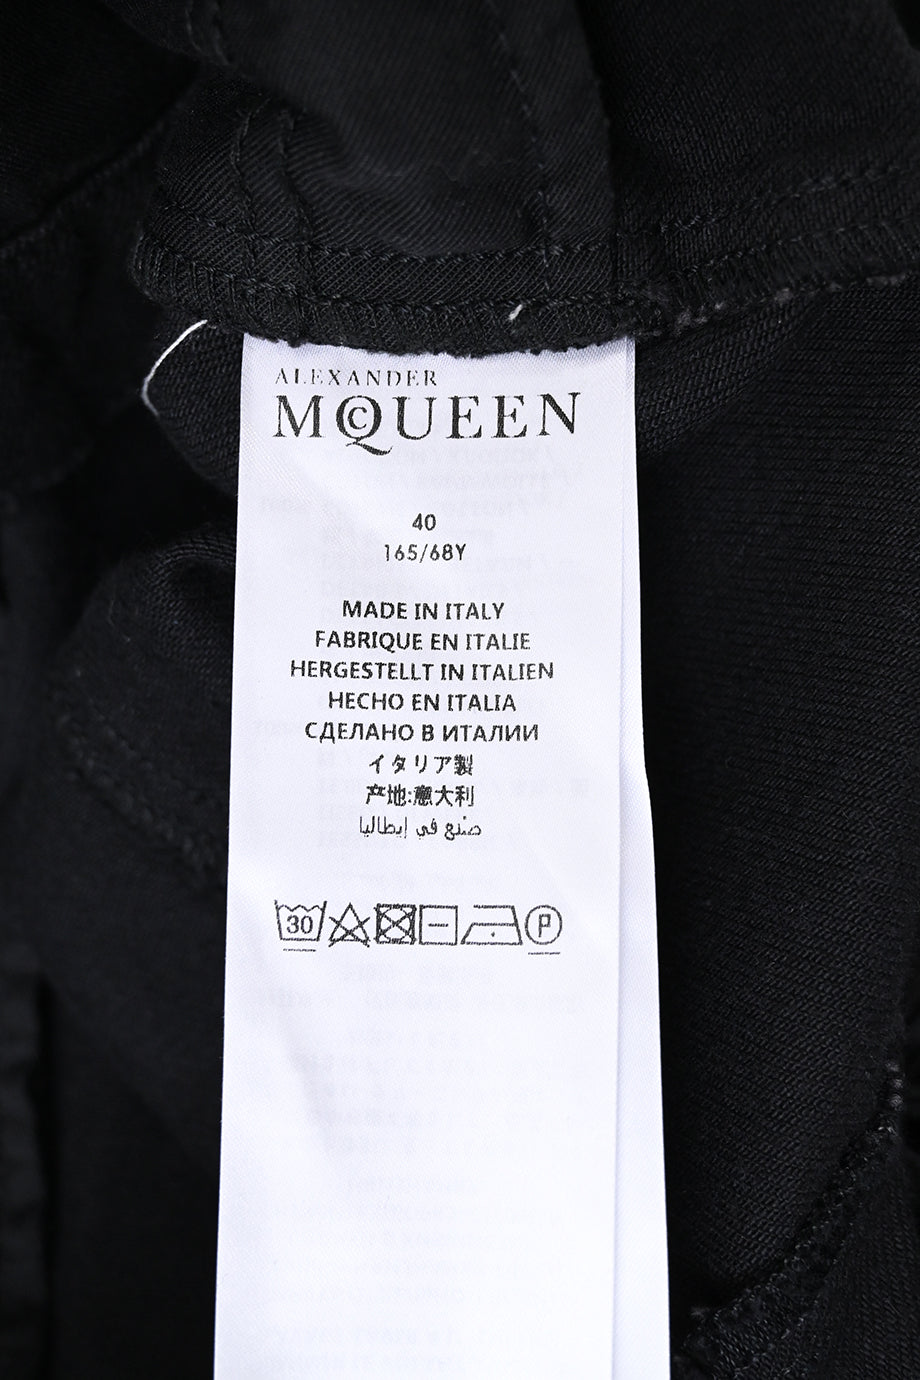 ALEXANDER
MCQUEEN
40
165/68Y
MADE IN ITALY
FABRIQUE EN ITALIE
HERGESTELLT IN ITALIEN
HECHO EN ITALIA
СДЕЛАНО В ИТАЛИИ
イタリア製
产地:意大利
صنع في إيطاليا
30
P